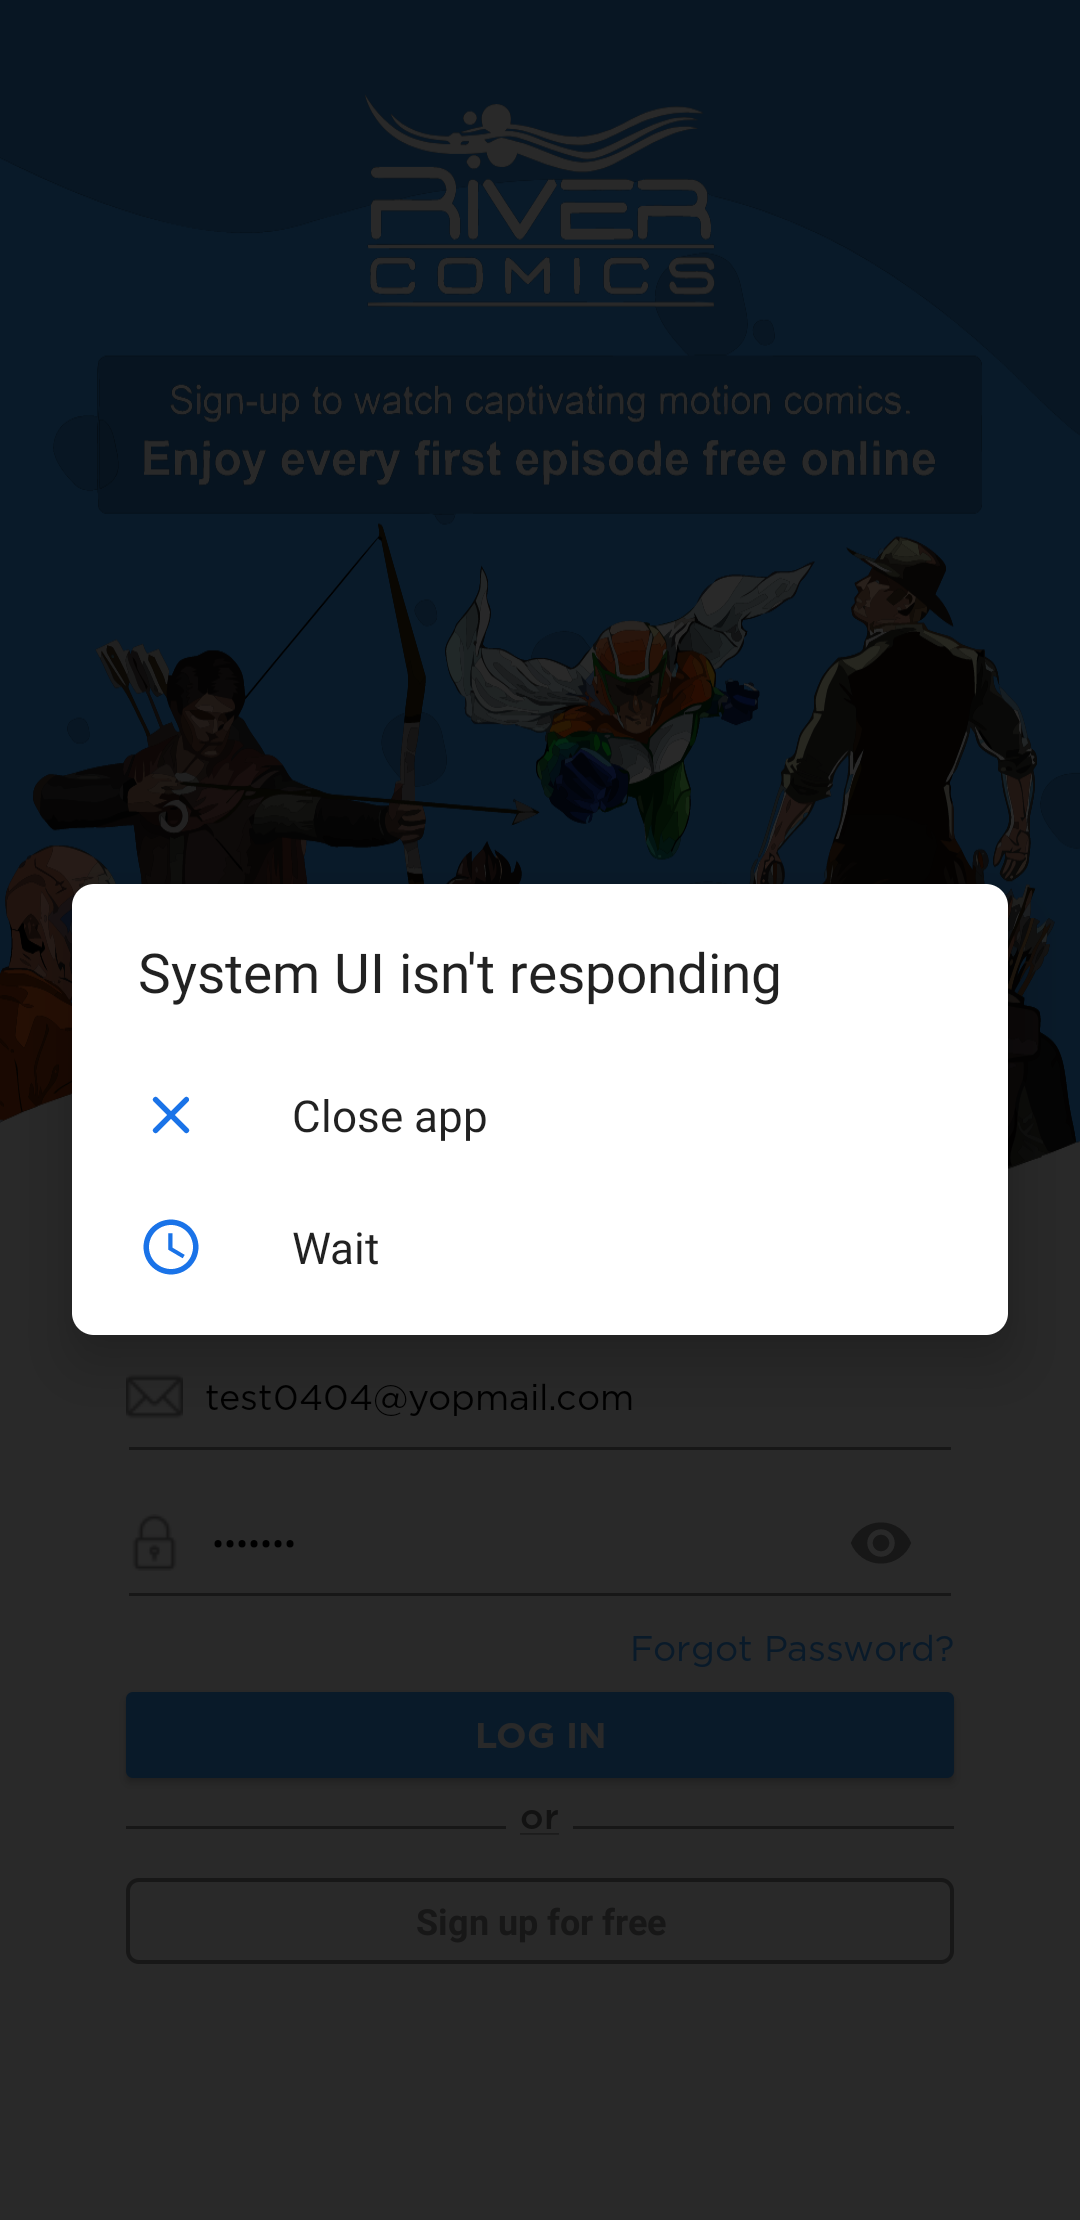 RiVER
COMICS
Sign-up to watch captivating motion comics.
Enjoy every first episode free online
System UI isn't responding
Close app
Wait
test0404@yopmail.com
•••••••
Forgot Password?
LOG IN
or
Sign up for free